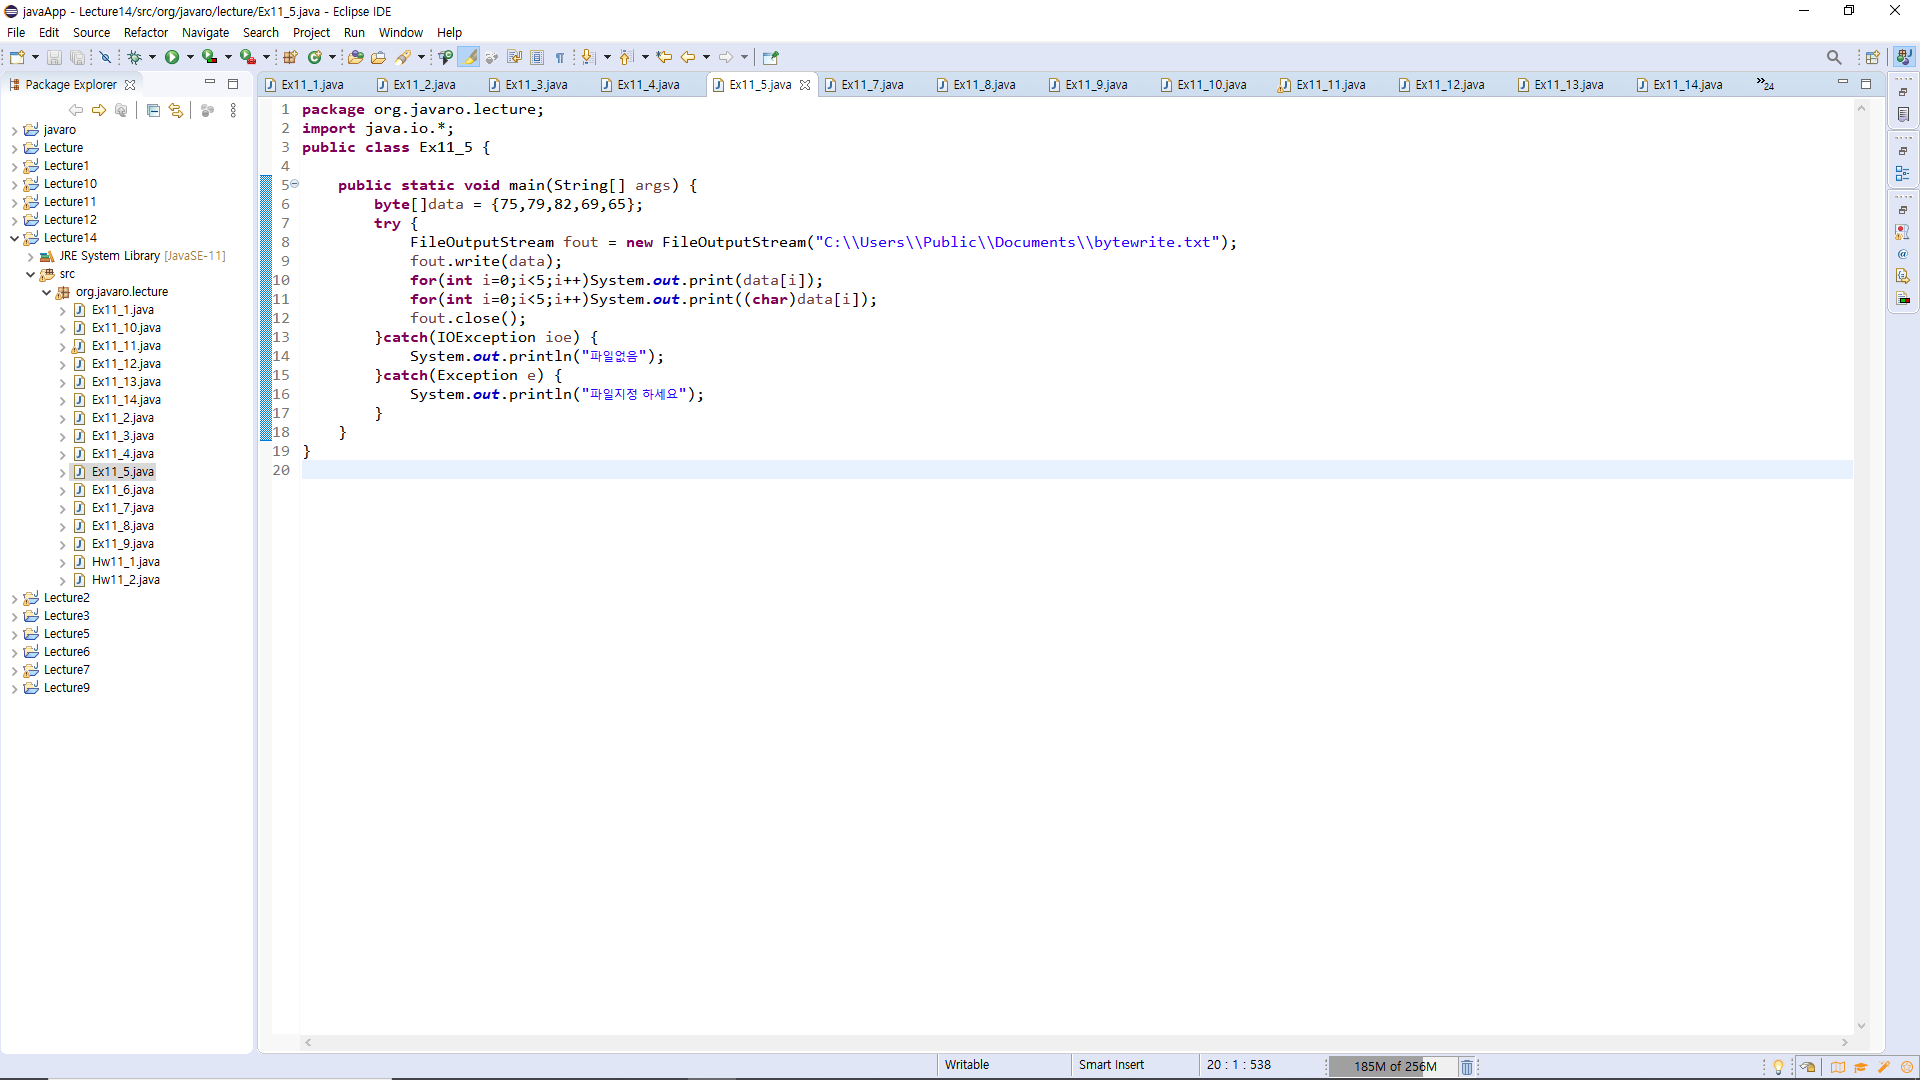 javaApp - Lecture14/src/org/javaro/lecture/Ex11_5.java - Eclipse IDE
File Edit Source Refactor Navigate Search Project Run Window Help
Package Explorer
javaro
Lecture
Lecture1
Lecture10
Lecture11
Lecture12
Lecture14
JRE System Library [JavaSE-11]
src
org.javaro.lecture
Ex11_1.java
Ex11_10.java
Ex11_11.java
Ex11_12.java
Ex11_13.java
Ex11_14.java
Ex11_2.java
Ex11_3.java
Ex11_4.java
Ex11_5.java
Ex11_6.java
Ex11_7.java
Ex11_8.java
Ex11_9.java
Hw11_1.java
Hw11_2.java
Lecture2
Lecture3
Lecture5
Lecture6
Lecture7
Lecture9
Ex11_1.java Ex11_2.java Ex11_3.java Ex11_4.java Ex11_5.java Ex11_7.java Ex11_8.java Ex11_9.java Ex11_10.java Ex11_11.java Ex11_12.java Ex11_13.java Ex11_14.java »24
1 package org.javaro.lecture;
2 import java.io.*;
3 public class Ex11_5 {
4
5 public static void main(String[] args) {
6 byte[]data = {75,79,82,69,65};
7 try {
8 FileOutputStream fout = new FileOutputStream("C:\\Users\\Public\\Documents\\bytewrite.txt");
9 fout.write(data);
10 for(int i=0;i<5;i++)System.out.print(data[i]);
11 for(int i=0;i<5;i++)System.out.print((char)data[i]);
12 fout.close();
13 }catch(IOException ioe) {
14 System.out.println("파일없음");
15 }catch(Exception e) {
16 System.out.println("파일지정 하세요");
17 }
18 }
19 }
20
Writable Smart Insert 20 : 1 : 538 185M of 256M